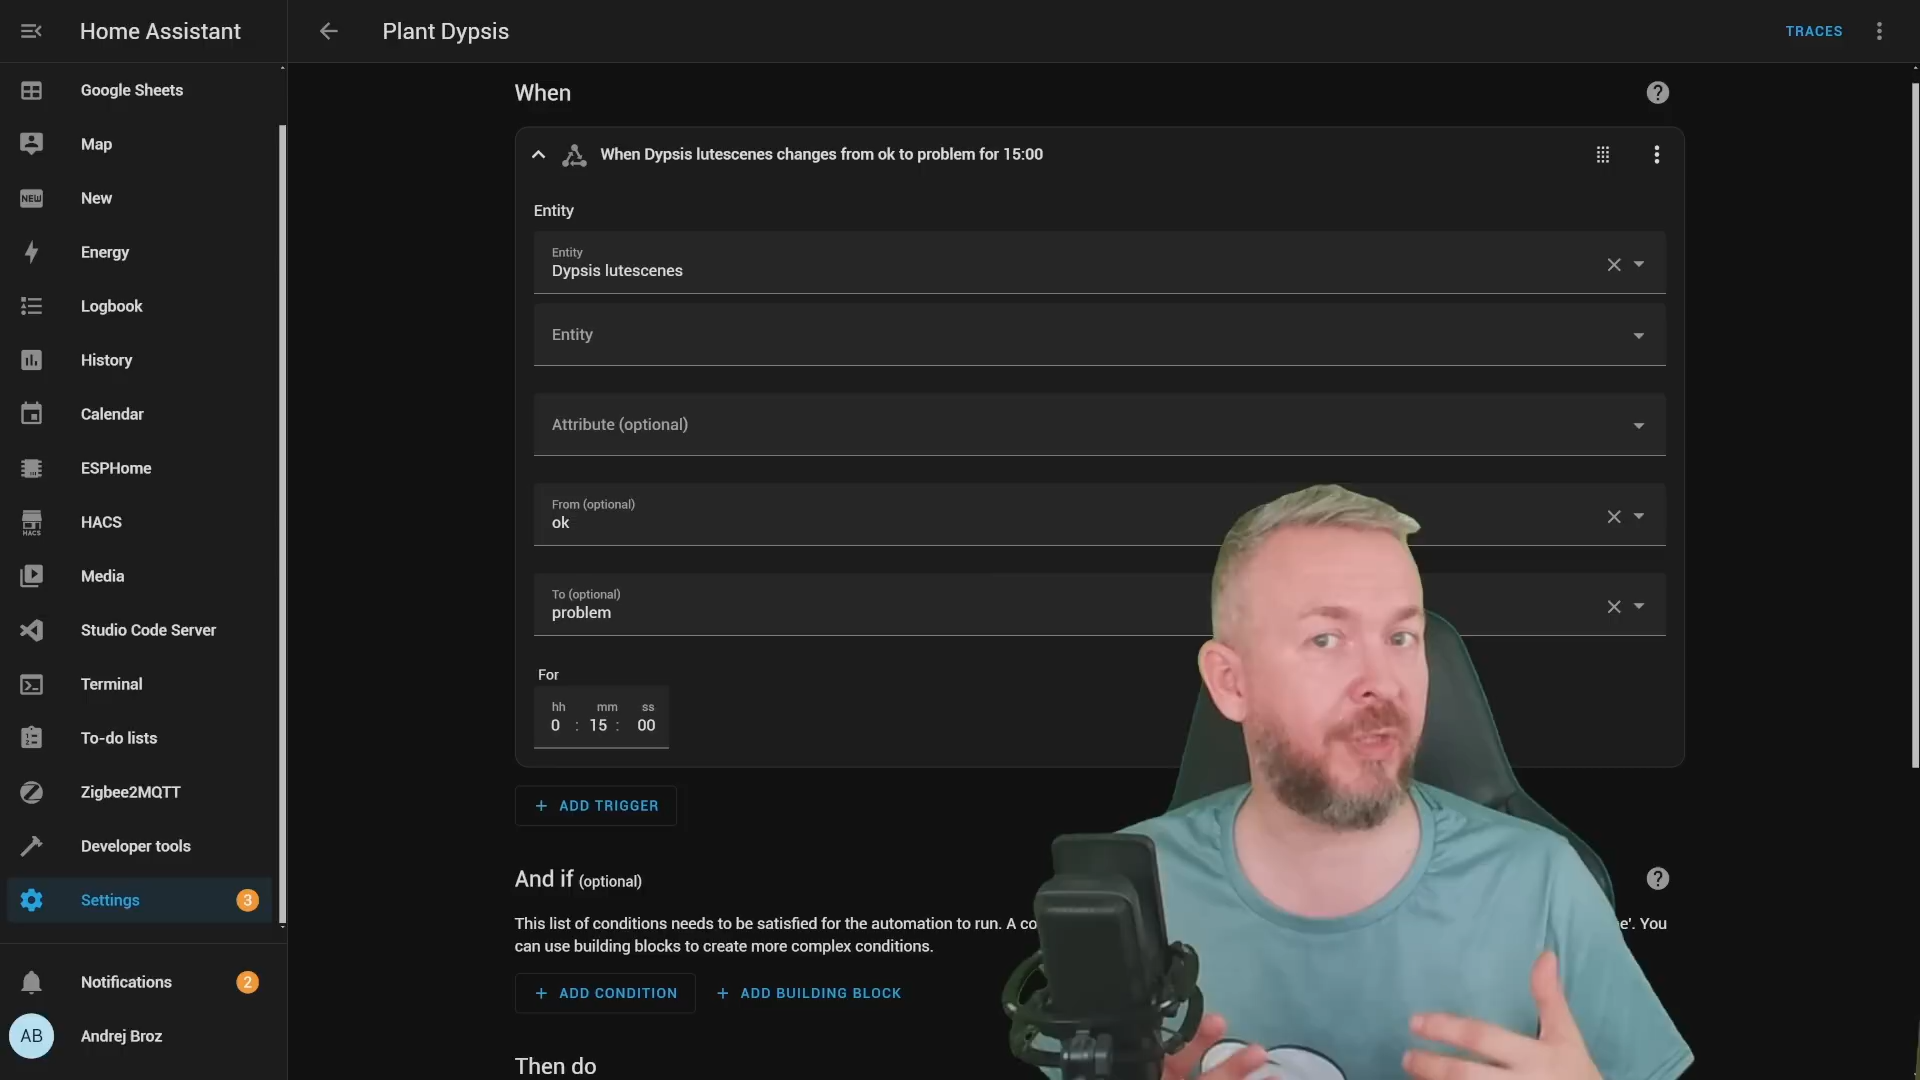 Home Assistant
Google Sheets
Map
NEW
New
Energy
Logbook
History
Calendar
ESPHome
HACS
HACS
Media
Studio Code Server
Terminal
To-do lists
Zigbee2MQTT
Developer tools
Settings
3
Notifications
2
AB
Andrej Broz
Plant Dypsis
TRACES
When
?
When Dypsis lutescenes changes from ok to problem for 15:00
Entity
Entity
Dypsis lutescenes
Entity
Attribute (optional)
From (optional)
ok
To (optional)
problem
For
hh mm ss
0 : 15 : 00
+ ADD TRIGGER
And if (optional)
?
This list of conditions needs to be satisfied for the automation to run. A co e'. You
can use building blocks to create more complex conditions.
+ ADD CONDITION + ADD BUILDING BLOCK
Then do